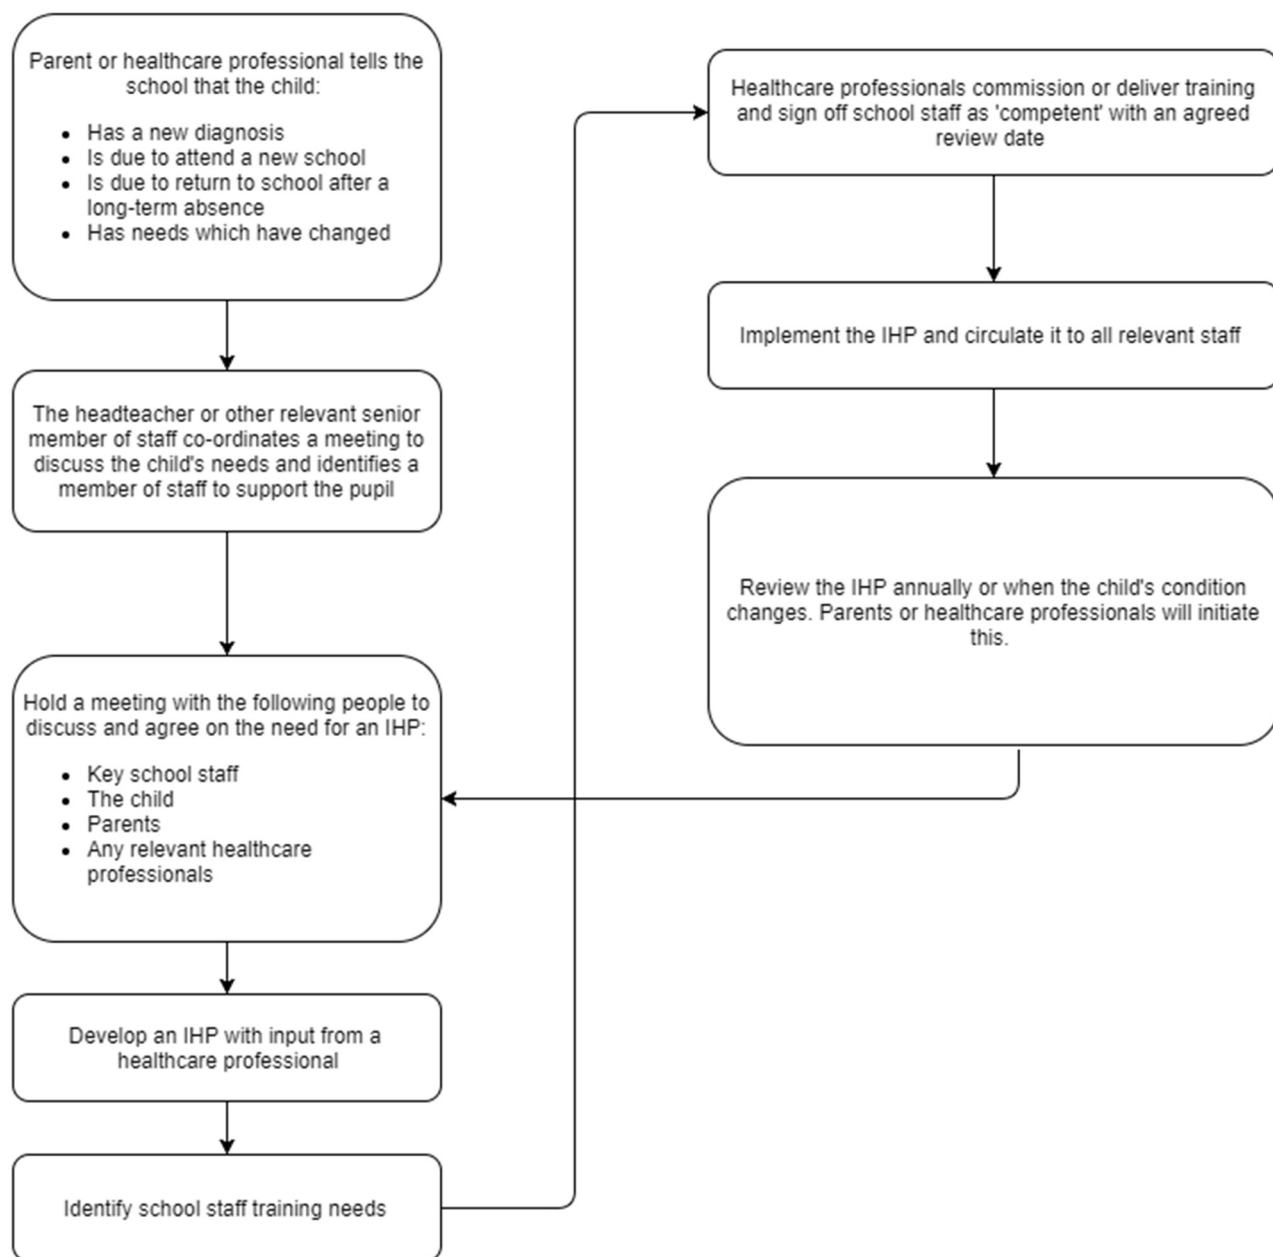 Parent or healthcare professional tells the
school that the child:
• Has a new diagnosis
• Is due to attend a new school
• Is due to return to school after a
long-term absence
• Has needs which have changed
The headteacher or other relevant senior
member of staff co-ordinates a meeting to
discuss the child's needs and identifies a
member of staff to support the pupil
Hold a meeting with the following people to
discuss and agree on the need for an IHP:
• Key school staff
• The child
• Parents
• Any relevant healthcare
professionals
Develop an IHP with input from a
healthcare professional
Identify school staff training needs
Healthcare professionals commission or deliver training
and sign off school staff as 'competent' with an agreed
review date
Implement the IHP and circulate it to all relevant staff
Review the IHP annually or when the child's condition
changes. Parents or healthcare professionals will initiate
this.